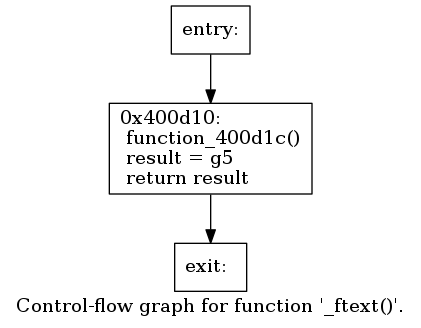 entry:
0x400d10:
function_400d1c()
result = g5
return result
exit:
Control-flow graph for function '_ftext()'.